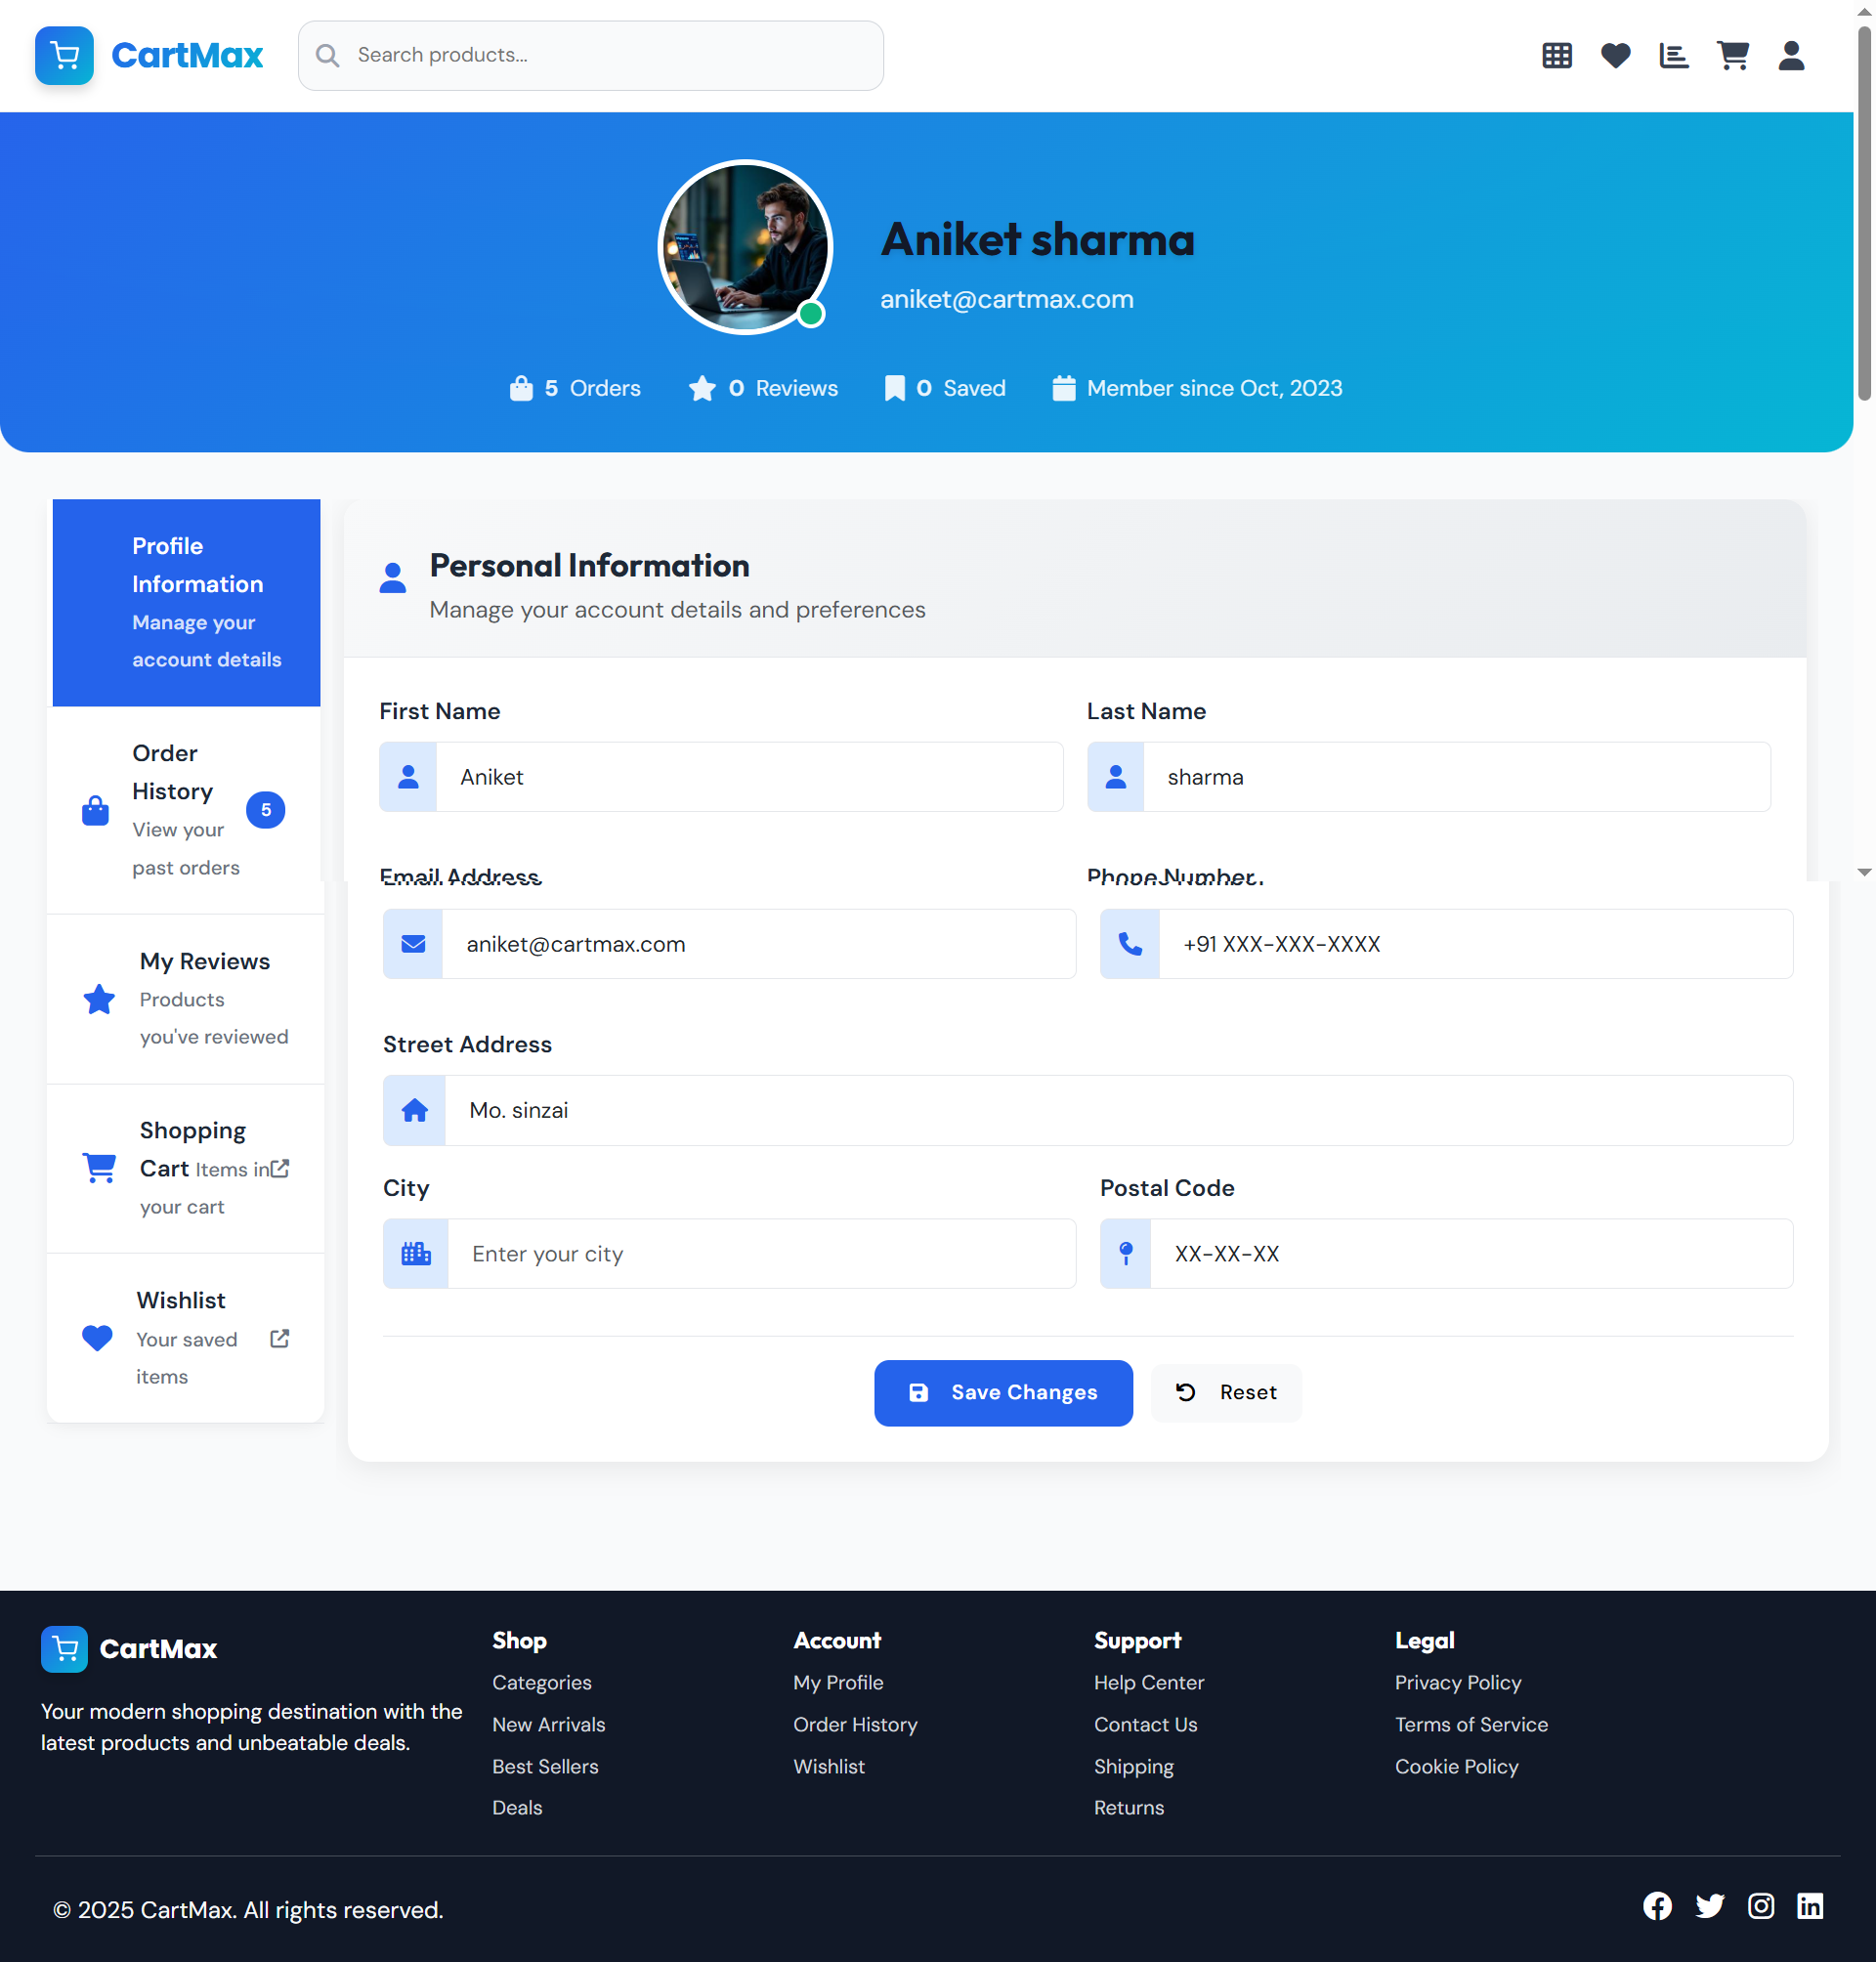 CartMax
Search products...
Aniket sharma
aniket@cartmax.com
5 Orders
0 Reviews
0 Saved
Member since Oct, 2023
Profile
Information
Manage your
account details
Order
History
View your
past orders
5
My Reviews
Products
you've reviewed
Shopping
Cart Items in
your cart
Wishlist
Your saved
items
Personal Information
Manage your account details and preferences
First Name
Last Name
Aniket
sharma
Email Address
Phone Number
aniket@cartmax.com
+91 XXX-XXX-XXXX
Street Address
Mo. sinzai
City
Postal Code
Enter your city
XX-XX-XX
Save Changes
Reset
CartMax
Your modern shopping destination with the
latest products and unbeatable deals.
Shop
Categories
New Arrivals
Best Sellers
Deals
Account
My Profile
Order History
Wishlist
Support
Help Center
Contact Us
Shipping
Returns
Legal
Privacy Policy
Terms of Service
Cookie Policy
© 2025 CartMax. All rights reserved.